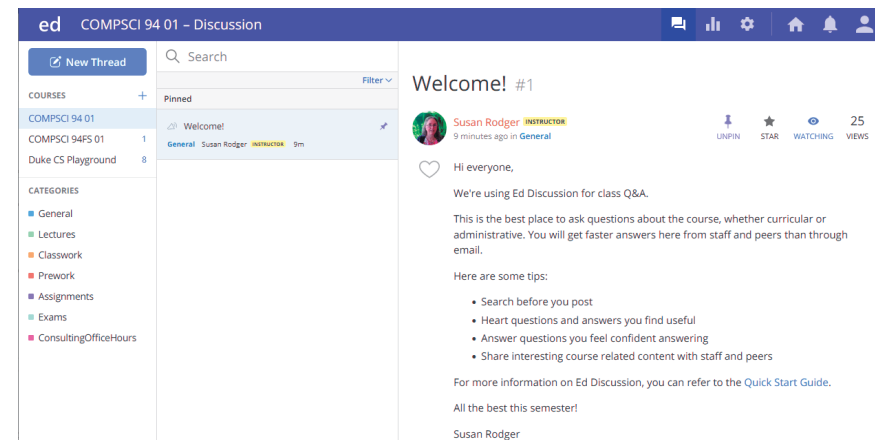 ed COMPSCI 94 01 – Discussion
New Thread
COURSES +
COMPSCI 94 01
COMPSCI 94FS 01 1
Duke CS Playground 8
CATEGORIES
General
Lectures
Classwork
Prework
Assignments
Exams
ConsultingOfficeHours
Search
Filter
Pinned
Welcome!
General Susan Rodger INSTRUCTOR 9m
Welcome! #1
Susan Rodger INSTRUCTOR
9 minutes ago in General
UNPIN
STAR
WATCHING
25
VIEWS
Hi everyone,
We're using Ed Discussion for class Q&A.
This is the best place to ask questions about the course, whether curricular or
administrative. You will get faster answers here from staff and peers than through
email.
Here are some tips:
• Search before you post
• Heart questions and answers you find useful
• Answer questions you feel confident answering
• Share interesting course related content with staff and peers
For more information on Ed Discussion, you can refer to the Quick Start Guide.
All the best this semester!
Susan Rodger